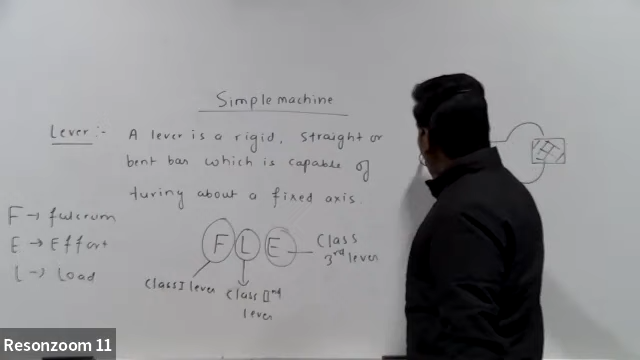 Simple machine
Lever:- A lever is a rigid, straight or
bent bar which is capable of
turing about a fixed axis.
F → fulcrum
E → Effort
L → Load
F L E
Class 3rd lever
Class I lever
Class IInd
lever
Resonzoom 11